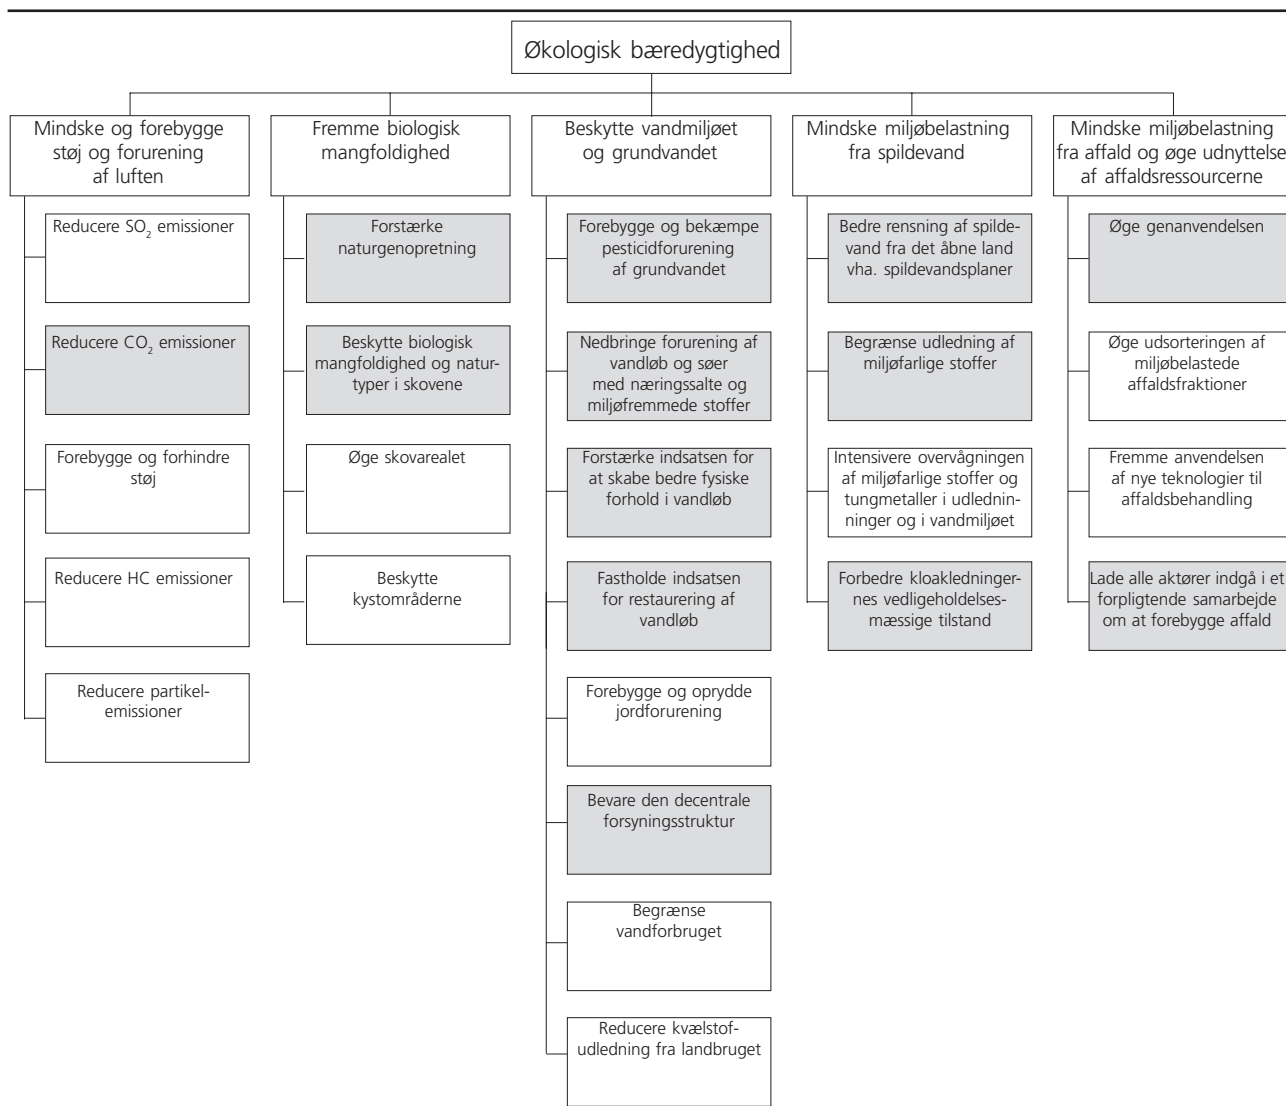 Økologisk bæredygtighed
Mindske og forebygge
støj og forurening
af luften
Reducere SO₂ emissioner
Reducere CO₂ emissioner
Forebygge og forhindre
støj
Reducere HC emissioner
Reducere partikel-
emissioner
Fremme biologisk
mangfoldighed
Forstærke
naturgenopretning
Beskytte biologisk
mangfoldighed og natur-
typer i skovene
Øge skovarealet
Beskytte
kystområderne
Beskytte vandmiljøet
og grundvandet
Forebygge og bekæmpe
pesticidforurening
af grundvandet
Nedbringe forurening af
vandløb og søer
med næringssalte og
miljøfremmede stoffer
Forstærke indsatsen for
at skabe bedre fysiske
forhold i vandløb
Fastholde indsatsen
for restaurering af
vandløb
Forebygge og oprydde
jordforurening
Bevare den decentrale
forsyningsstruktur
Begrænse
vandforbruget
Reducere kvælstof-
udledning fra landbruget
Mindske miljøbelastning
fra spildevand
Bedre rensning af spilde-
vand fra det åbne land
vha. spildevandsplaner
Begrænse udledning af
miljøfarlige stoffer
Intensivere overvågningen
af miljøfarlige stoffer og
tungmetaller i udlednin-
ninger og i vandmiljøet
Forbedre kloakledninger-
nes vedligeholdelses-
mæssige tilstand
Mindske miljøbelastning
fra affald og øge udnyttelse
af affaldsressourcerne
Øge genanvendelsen
Øge udsorteringen af
miljøbelastede
affaldsfraktioner
Fremme anvendelsen
af nye teknologier til
affaldsbehandling
Lade alle aktører indgå i et
forpligtende samarbejde
om at forebygge affald